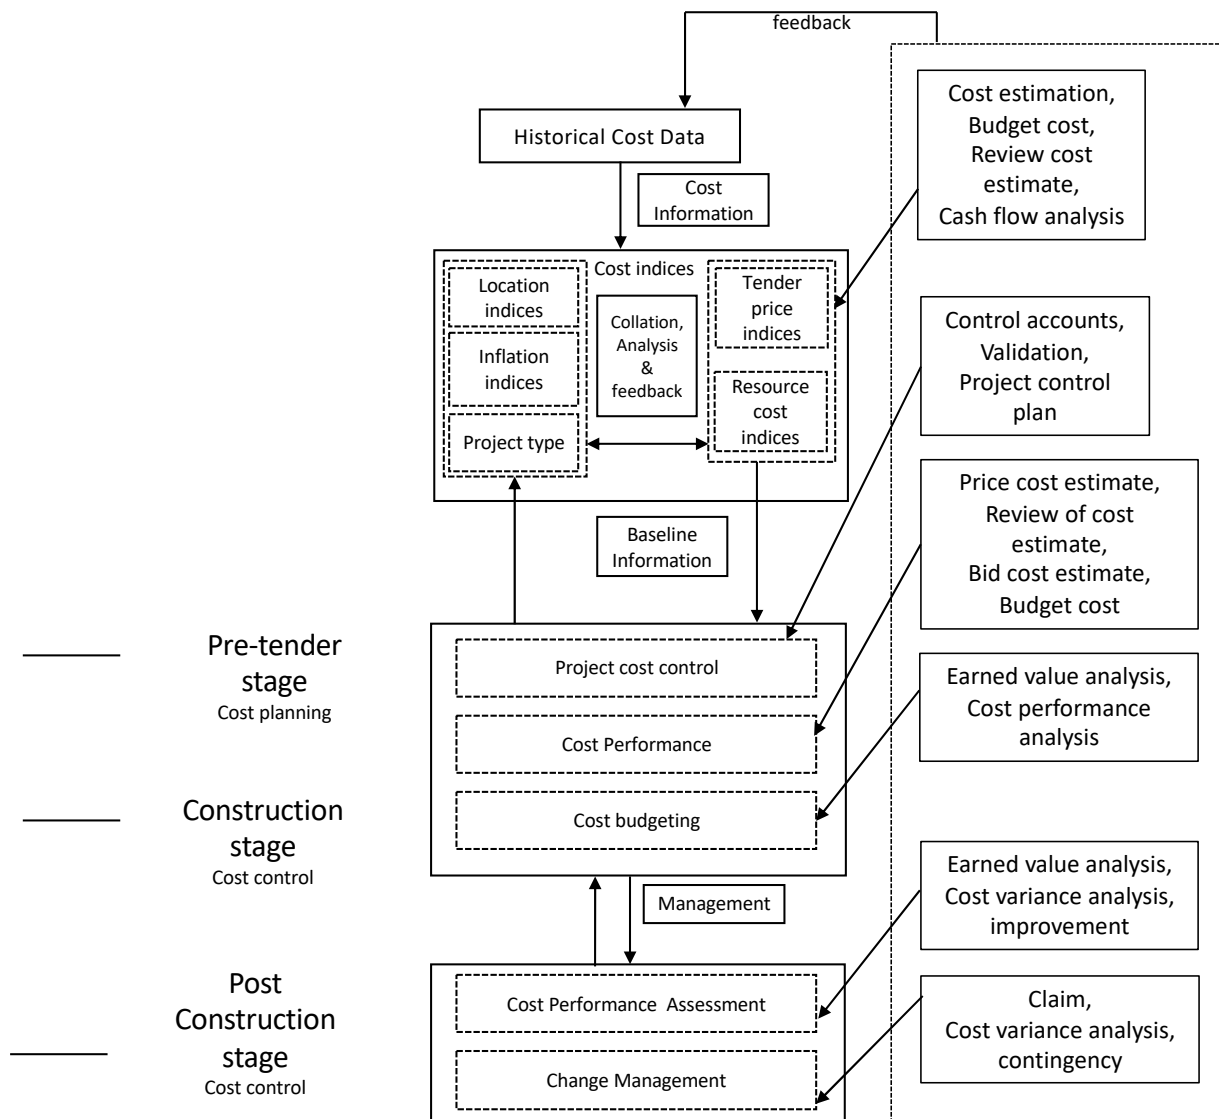 feedback
Historical Cost Data
Cost
Information
Cost indices
Location
indices
Inflation
indices
Project type
Collation,
Analysis
&
feedback
Tender
price
indices
Resource
cost
indices
Baseline
Information
Pre-tender
stage
Cost planning
Construction
stage
Cost control
Post
Construction
stage
Cost control
Project cost control
Cost Performance
Cost budgeting
Management
Cost Performance Assessment
Change Management
Cost estimation,
Budget cost,
Review cost
estimate,
Cash flow analysis
Control accounts,
Validation,
Project control
plan
Price cost estimate,
Review of cost
estimate,
Bid cost estimate,
Budget cost
Earned value analysis,
Cost performance
analysis
Earned value analysis,
Cost variance analysis,
improvement
Claim,
Cost variance analysis,
contingency